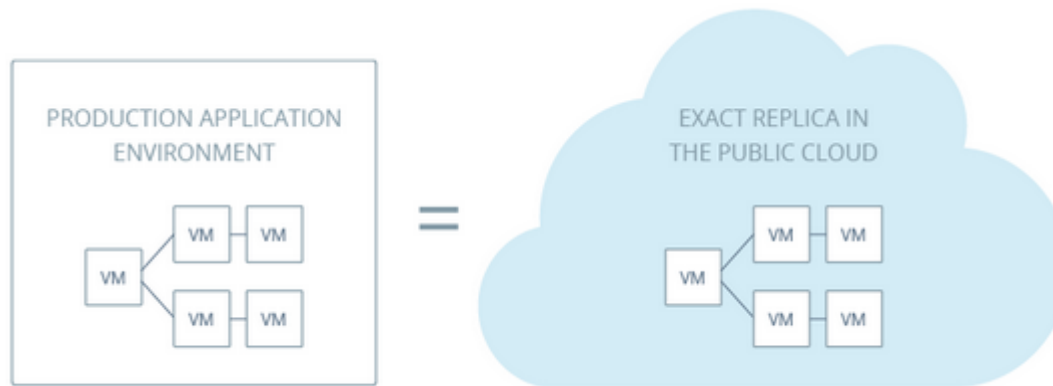 PRODUCTION APPLICATION
ENVIRONMENT
VM
VM
VM
VM
VM
=
EXACT REPLICA IN
THE PUBLIC CLOUD
VM
VM
VM
VM
VM